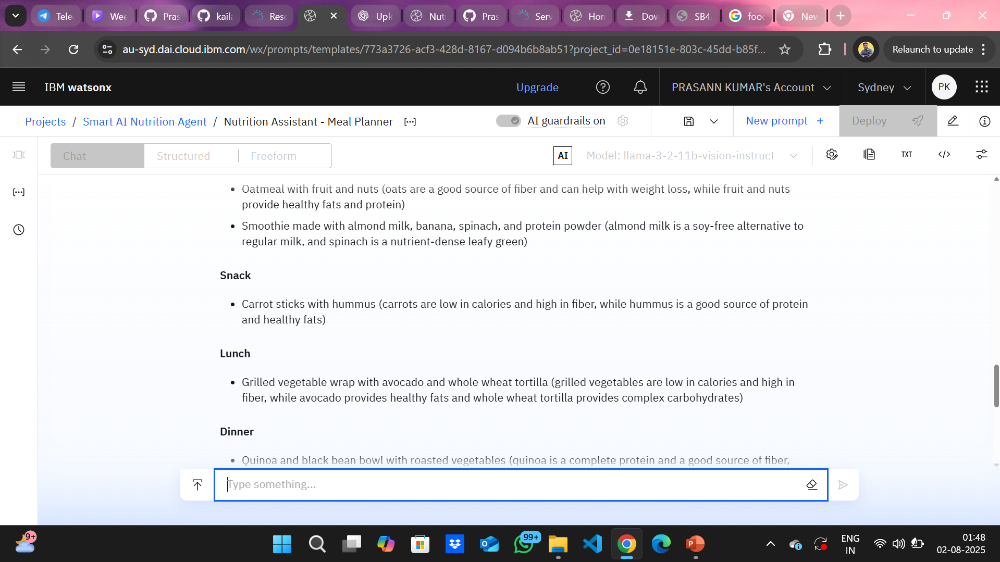 Tele
Wee
Pras
kaila
Reso
Uplo
Nutr
Pras
Serv
Hom
Dow
SB4A
food
New
au-syd.dai.cloud.ibm.com/wx/prompts/templates/773a3726-acf3-428d-8167-d094b6b8ab51?project_id=0e18151e-803c-45dd-b85f...
Relaunch to update
IBM watsonx
Upgrade
PRASANN KUMAR's Account
Sydney
PK
Projects / Smart AI Nutrition Agent / Nutrition Assistant - Meal Planner
AI guardrails on
New prompt +
Deploy
Chat
Structured
Freeform
AI
Model: llama-3-2-11b-vision-instruct
TXT
• Oatmeal with fruit and nuts (oats are a good source of fiber and can help with weight loss, while fruit and nuts
provide healthy fats and protein)
• Smoothie made with almond milk, banana, spinach, and protein powder (almond milk is a soy-free alternative to
regular milk, and spinach is a nutrient-dense leafy green)
Snack
• Carrot sticks with hummus (carrots are low in calories and high in fiber, while hummus is a good source of protein
and healthy fats)
Lunch
• Grilled vegetable wrap with avocado and whole wheat tortilla (grilled vegetables are low in calories and high in
fiber, while avocado provides healthy fats and whole wheat tortilla provides complex carbohydrates)
Dinner
• Quinoa and black bean bowl with roasted vegetables (quinoa is a complete protein and a good source of fiber,
Type something...
9+
99+
ENG
IN
01:48
02-08-2025